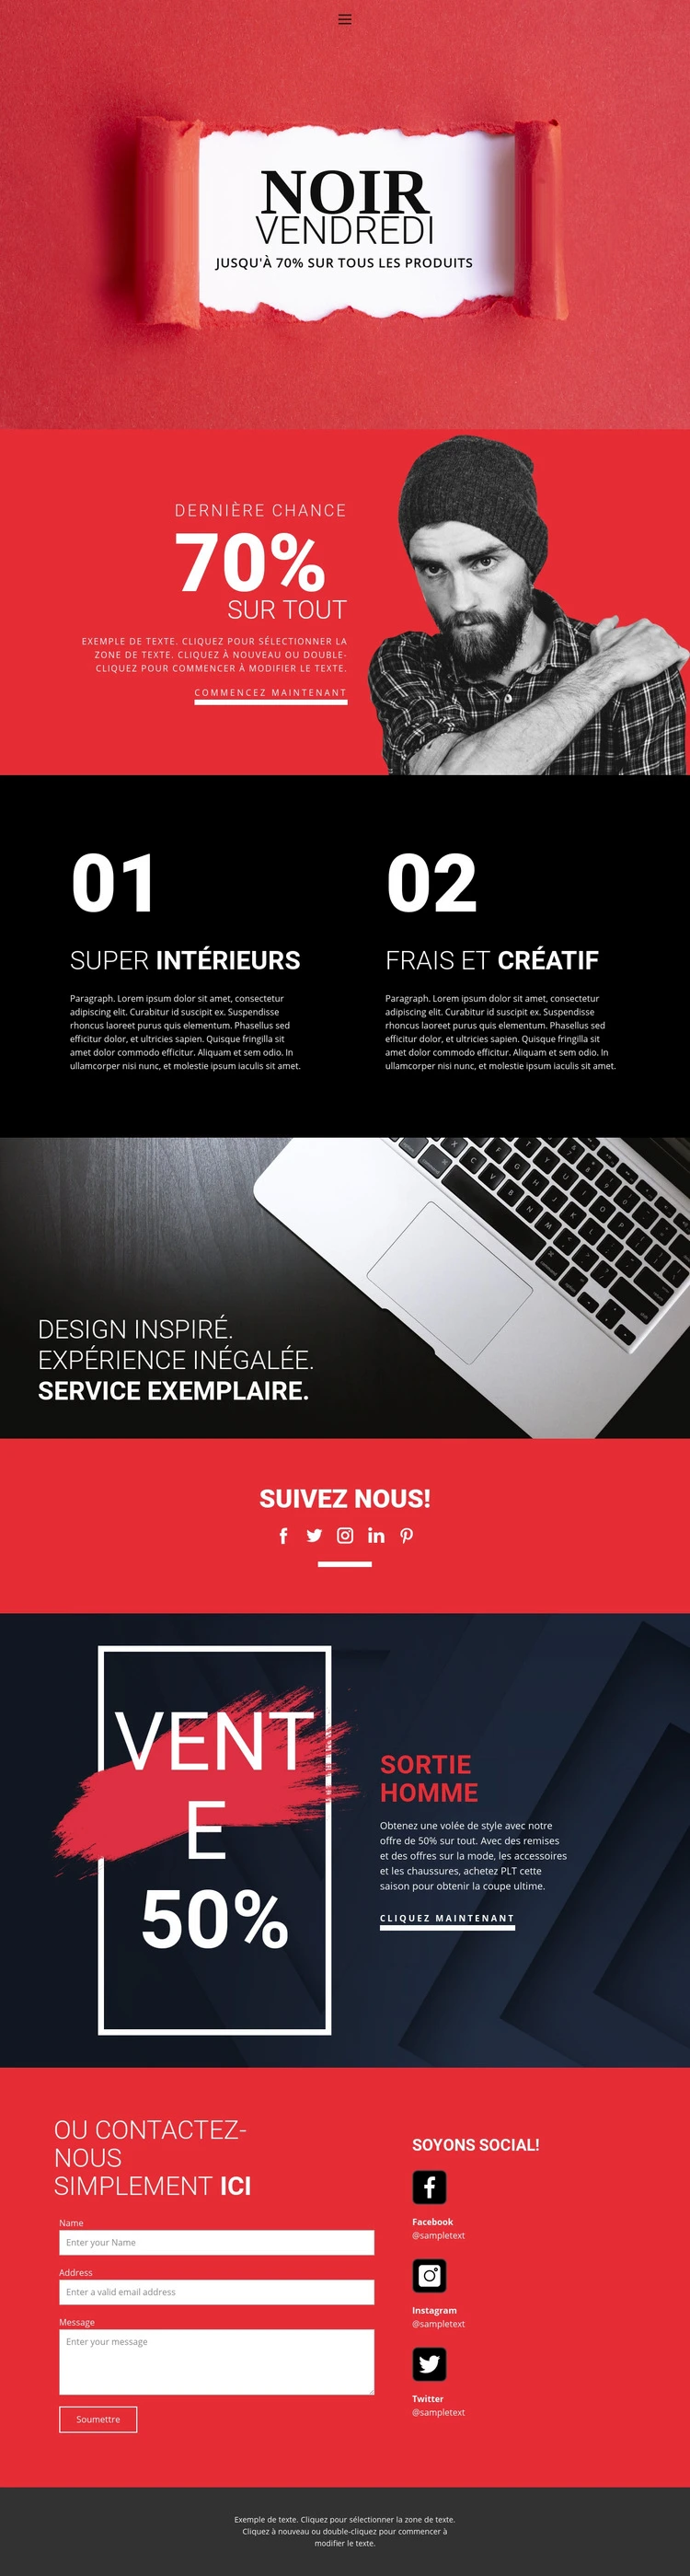 NOIR
VENDREDI
JUSQU'À 70% SUR TOUS LES PRODUITS
DERNIÈRE CHANCE
70%
SUR TOUT
EXEMPLE DE TEXTE. CLIQUEZ POUR SÉLECTIONNER LA
ZONE DE TEXTE. CLIQUEZ À NOUVEAU OU DOUBLE-
CLIQUEZ POUR COMMENCER À MODIFIER LE TEXTE.
COMMENCEZ MAINTENANT
01
SUPER INTÉRIEURS
Paragraph. Lorem ipsum dolor sit amet, consectetur
adipiscing elit. Curabitur id suscipit ex. Suspendisse
rhoncus laoreet purus quis elementum. Phasellus sed
efficitur dolor, et ultricies sapien. Quisque fringilla sit
amet dolor commodo efficitur. Aliquam et sem odio. In
ullamcorper nisi nunc, et molestie ipsum iaculis sit amet.
02
FRAIS ET CRÉATIF
Paragraph. Lorem ipsum dolor sit amet, consectetur
adipiscing elit. Curabitur id suscipit ex. Suspendisse
rhoncus laoreet purus quis elementum. Phasellus sed
efficitur dolor, et ultricies sapien. Quisque fringilla sit
amet dolor commodo efficitur. Aliquam et sem odio. In
ullamcorper nisi nunc, et molestie ipsum iaculis sit amet.
DESIGN INSPIRÉ.
EXPÉRIENCE INÉGALÉE.
SERVICE EXEMPLAIRE.
SUIVEZ NOUS!
VENT
E
50%
SORTIE
HOMME
Obtenez une volée de style avec notre
offre de 50% sur tout. Avec des remises
et des offres sur la mode, les accessoires
et les chaussures, achetez PLT cette
saison pour obtenir la coupe ultime.
CLIQUEZ MAINTENANT
OU CONTACTEZ-
NOUS
SIMPLEMENT ICI
Name
Enter your Name
Address
Enter a valid email address
Message
Enter your message
Soumettre
SOYONS SOCIAL!
Facebook
@sampletext
Instagram
@sampletext
Twitter
@sampletext
Exemple de texte. Cliquez pour sélectionner la zone de texte.
Cliquez à nouveau ou double-cliquez pour commencer à
modifier le texte.